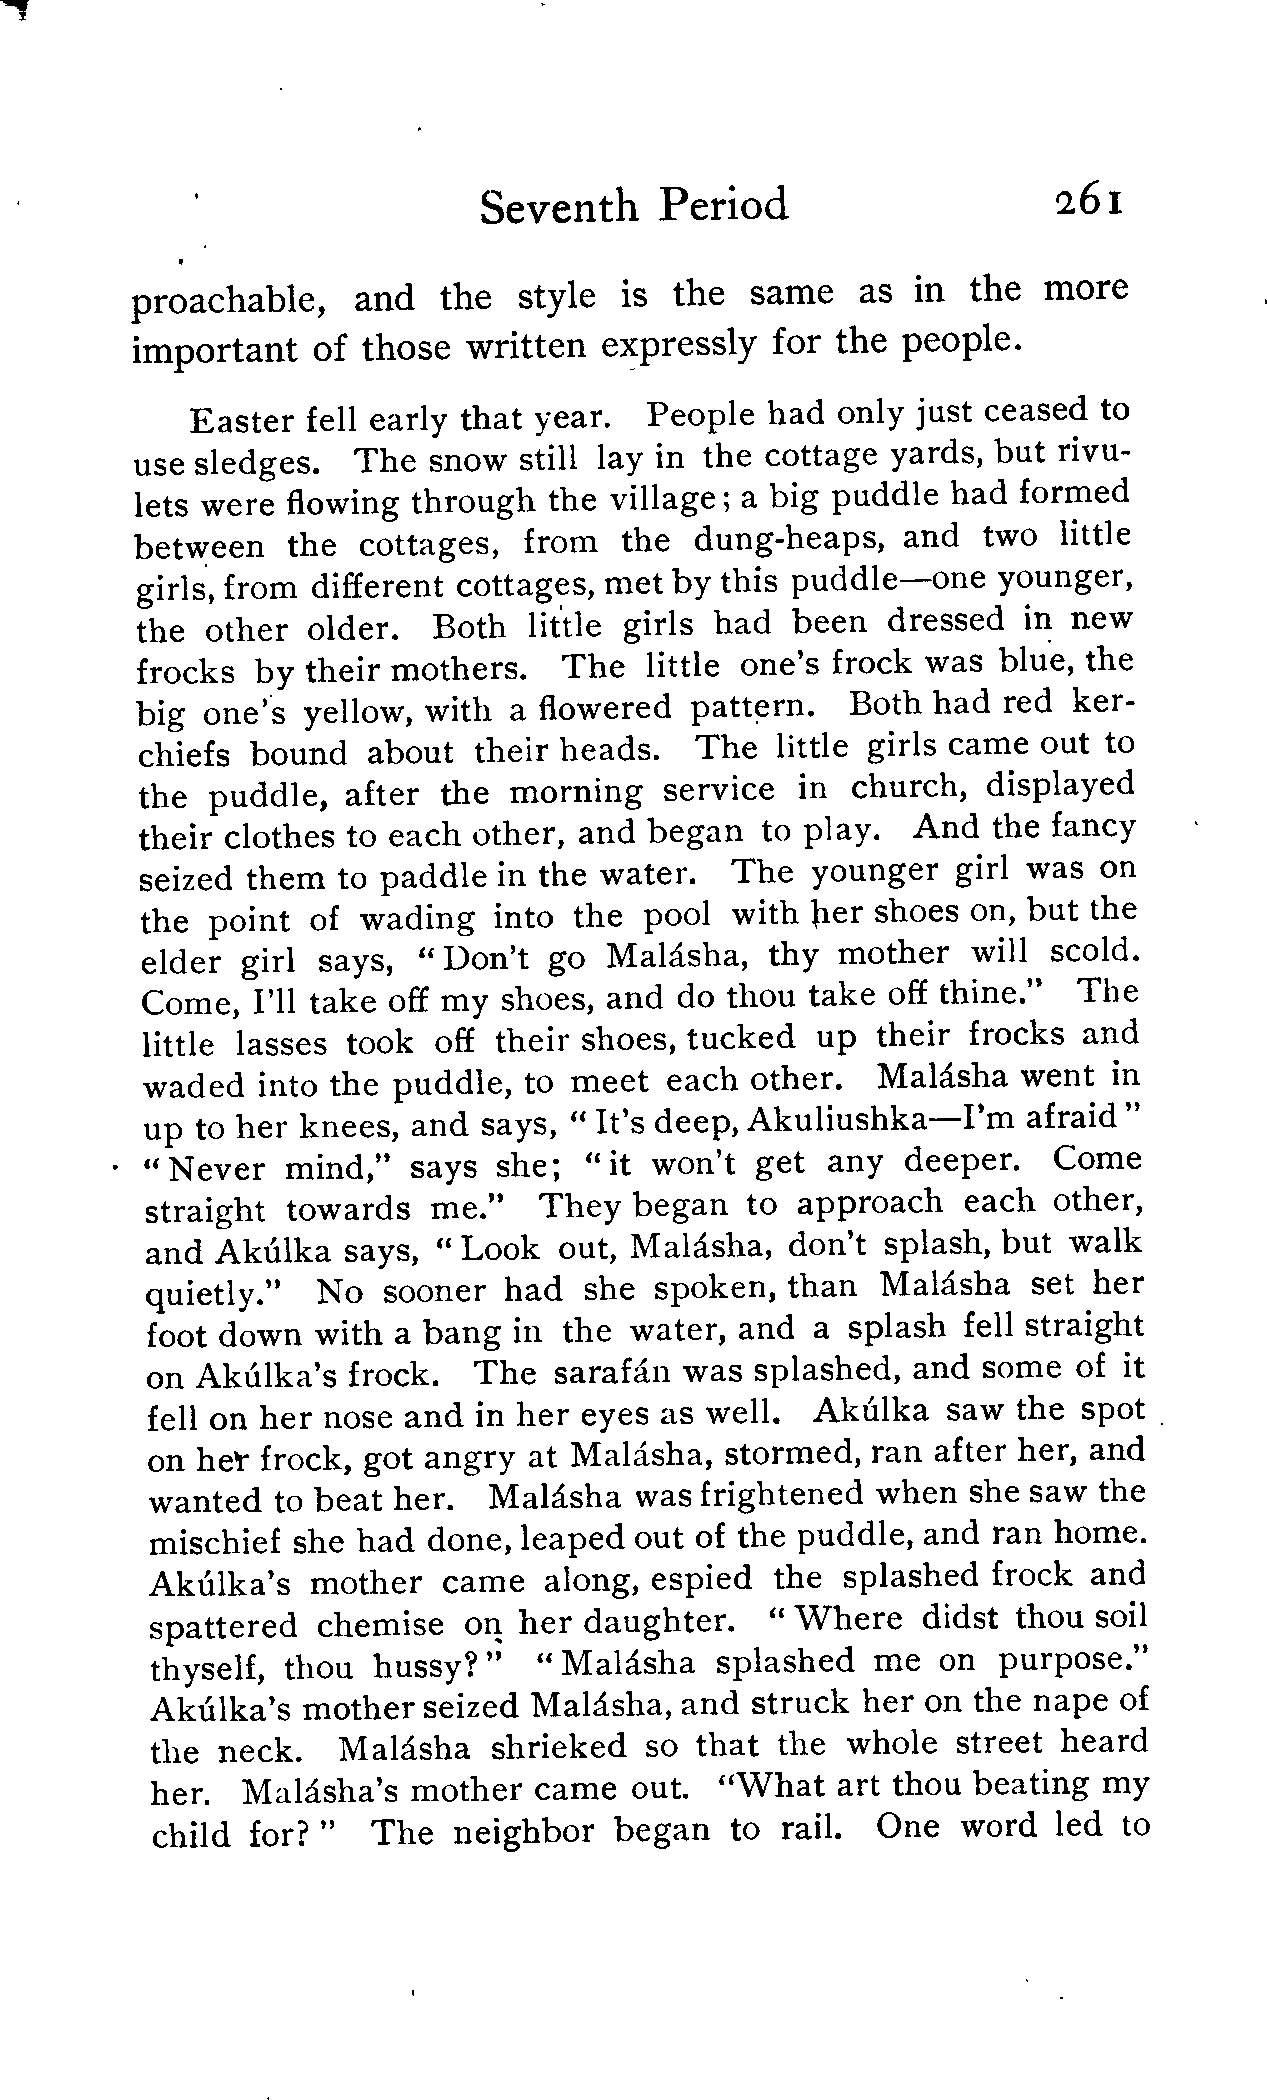 Seventh Period 261
proachable, and the style is the same as in the more
important of those written expressly for the people.
Easter fell early that year. People had only just ceased to
use sledges. The snow still lay in the cottage yards, but rivu-
lets were flowing through the village; a big puddle had formed
between the cottages, from the dung-heaps, and two little
girls, from different cottages, met by this puddle—one younger,
the other older. Both little girls had been dressed in new
frocks by their mothers. The little one's frock was blue, the
big one's yellow, with a flowered pattern. Both had red ker-
chiefs bound about their heads. The little girls came out to
the puddle, after the morning service in church, displayed
their clothes to each other, and began to play. And the fancy
seized them to paddle in the water. The younger girl was on
the point of wading into the pool with her shoes on, but the
elder girl says, "Don't go Malásha, thy mother will scold.
Come, I'll take off my shoes, and do thou take off thine." The
little lasses took off their shoes, tucked up their frocks and
waded into the puddle, to meet each other. Malásha went in
up to her knees, and says, "It's deep, Akuliushka—I'm afraid"
"Never mind," says she; "it won't get any deeper. Come
straight towards me." They began to approach each other,
and Akúlka says, "Look out, Malásha, don't splash, but walk
quietly." No sooner had she spoken, than Malásha set her
foot down with a bang in the water, and a splash fell straight
on Akúlka's frock. The sarafán was splashed, and some of it
fell on her nose and in her eyes as well. Akúlka saw the spot
on her frock, got angry at Malásha, stormed, ran after her, and
wanted to beat her. Malásha was frightened when she saw the
mischief she had done, leaped out of the puddle, and ran home.
Akúlka's mother came along, espied the splashed frock and
spattered chemise on her daughter. "Where didst thou soil
thyself, thou hussy?" "Malásha splashed me on purpose."
Akúlka's mother seized Malásha, and struck her on the nape of
the neck. Malásha shrieked so that the whole street heard
her. Malásha's mother came out. "What art thou beating my
child for?" The neighbor began to rail. One word led to